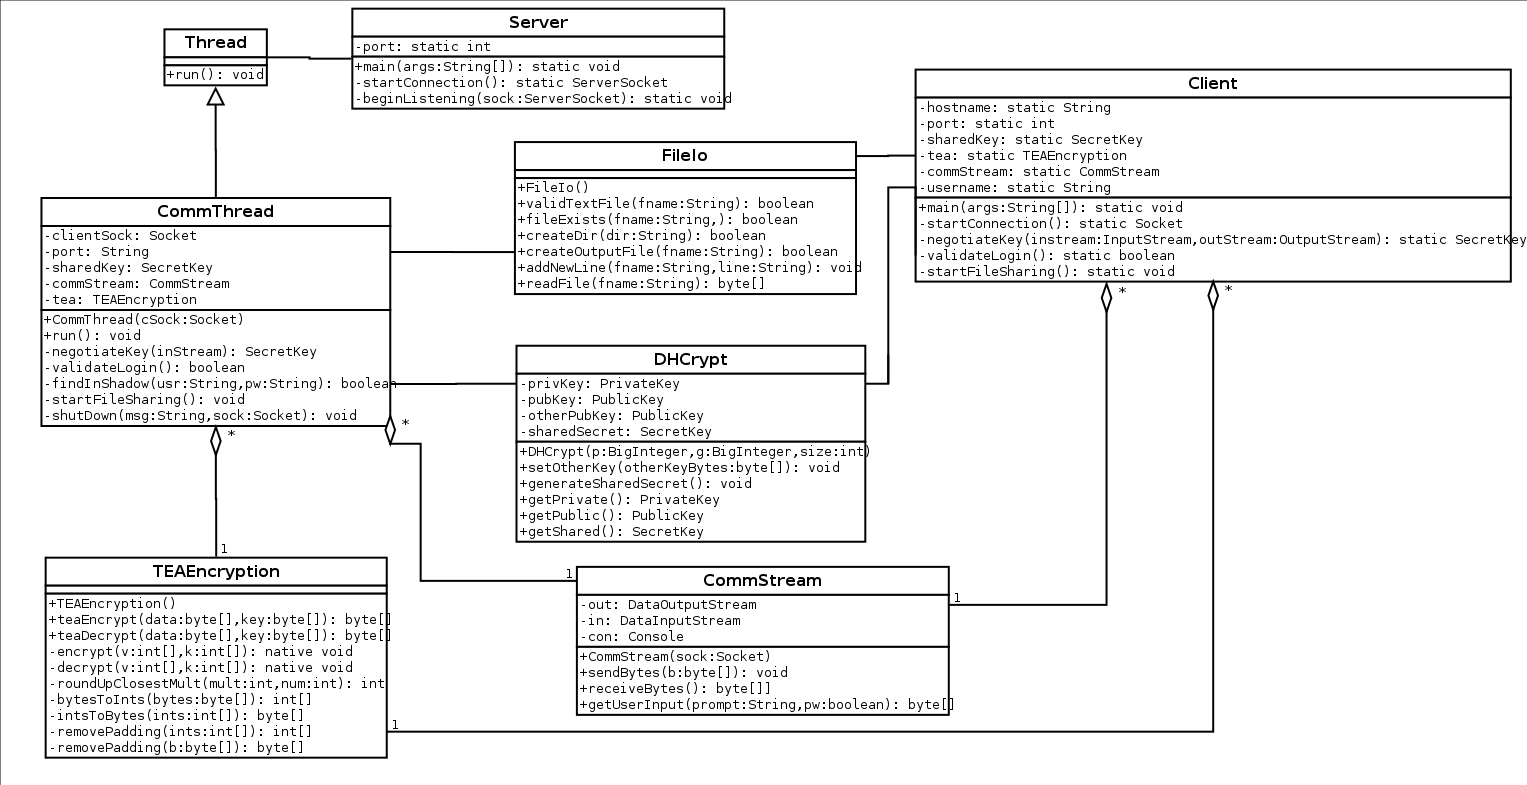 Thread
+run(): void
Server
-port: static int
+main(args:String[]): static void
-startConnection(): static ServerSocket
-beginListening(sock:ServerSocket): static void
Client
-hostname: static String
-port: static int
-sharedKey: static SecretKey
-tea: static TEAEncryption
-commStream: static CommStream
-username: static String
+main(args:String[]): static void
-startConnection(): static Socket
-negotiateKey(instream:InputStream,outStream:OutputStream): static SecretKey
-validateLogin(): static boolean
-startFileSharing(): static void
*
*
FileIo
+FileIo()
+validTextFile(fname:String): boolean
+fileExists(fname:String,): boolean
+createDir(dir:String): boolean
+createOutputFile(fname:String): boolean
+addNewLine(fname:String,line:String): void
+readFile(fname:String): byte[]
CommThread
-clientSock: Socket
-port: String
-sharedKey: SecretKey
-commStream: CommStream
-tea: TEAEncryption
+CommThread(cSock:Socket)
+run(): void
-negotiateKey(inStream): SecretKey
-validateLogin(): boolean
-findInShadow(usr:String,pw:String): boolean
-startFileSharing(): void
-shutDown(msg:String,sock:Socket): void
*
*
DHCrypt
-privKey: PrivateKey
-pubKey: PublicKey
-otherPubKey: PublicKey
-sharedSecret: SecretKey
+DHCrypt(p:BigInteger,g:BigInteger,size:int)
+setOtherKey(otherKeyBytes:byte[]): void
+generateSharedSecret(): void
+getPrivate(): PrivateKey
+getPublic(): PublicKey
+getShared(): SecretKey
1
TEAEncryption
+TEAEncryption()
+teaEncrypt(data:byte[],key:byte[]): byte[]
+teaDecrypt(data:byte[],key:byte[]): byte[]
-encrypt(v:int[],k:int[]): native void
-decrypt(v:int[],k:int[]): native void
-roundUpClosestMult(mult:int,num:int): int
-bytesToInts(bytes:byte[]): int[]
-intsToBytes(ints:int[]): byte[]
-removePadding(ints:int[]): int[]
-removePadding(b:byte[]): byte[]
1
1
CommStream
-out: DataOutputStream
-in: DataInputStream
-con: Console
+CommStream(sock:Socket)
+sendBytes(b:byte[]): void
+receiveBytes(): byte[]]
+getUserInput(prompt:String,pw:boolean): byte[]
1